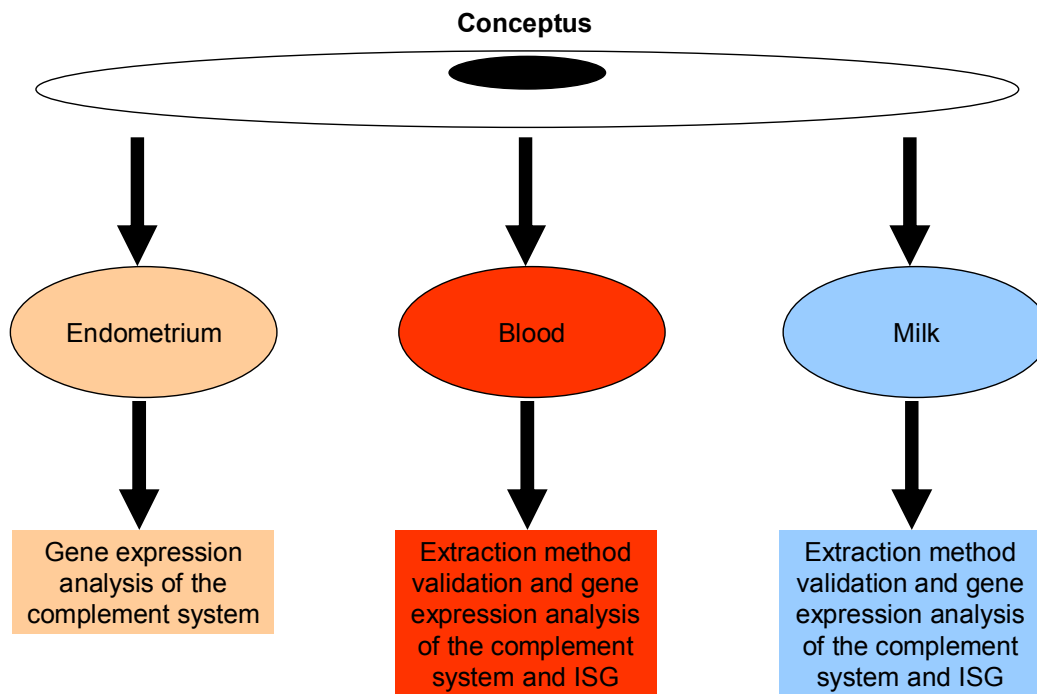 Conceptus
Endometrium
Blood
Milk
Gene expression
analysis of the
complement system
Extraction method
validation and gene
expression analysis
of the complement
system and ISG
Extraction method
validation and gene
expression analysis
of the complement
system and ISG